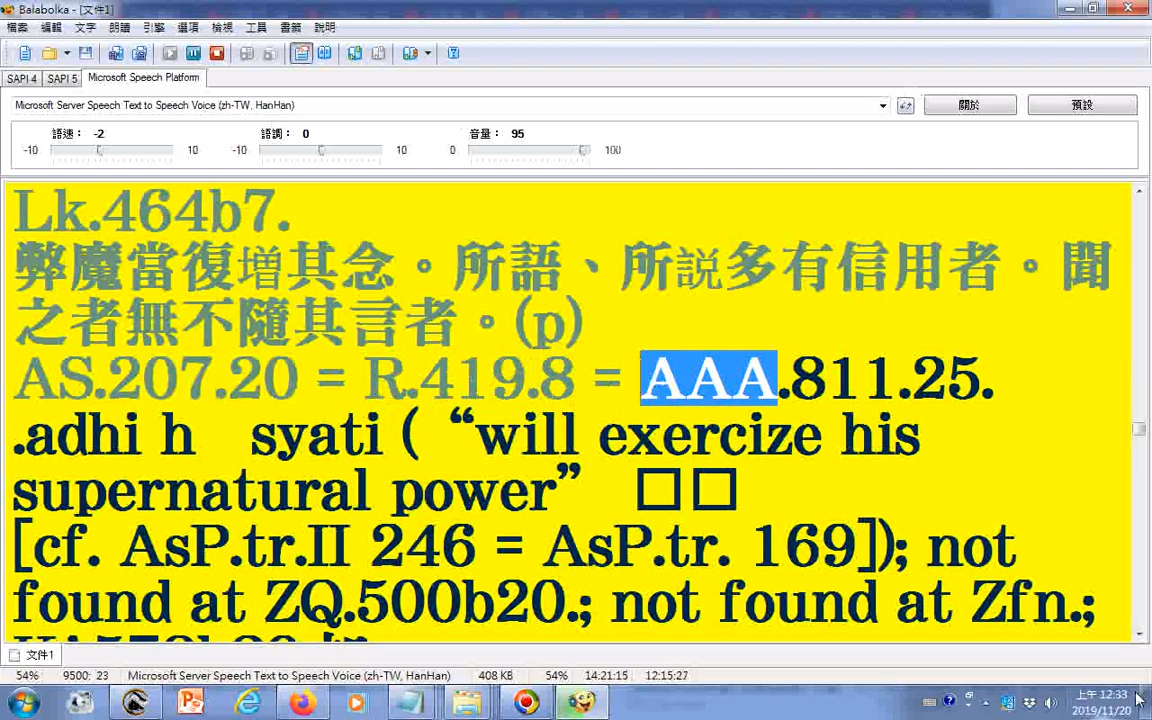 Balabolka - [文件1]
檔案 編輯 文字 朗讀 引擎 選項 檢視 工具 書籤 說明
SAPI 4 SAPI 5 Microsoft Speech Platform
Microsoft Server Speech Text to Speech Voice (zh-TW, HanHan) 關於 預設
語速： -2 語調： 0 音量： 95
-10 10 -10 10 0 100
Lk.464b7.
弊魔當復增其念。所語、所説多有信用者。聞
之者無不隨其言者。(p)
AS.207.20 = R.419.8 = AAA.811.25.
.adhi h syati ( “will exercize his
supernatural power” □□
[cf. AsP.tr.II 246 = AsP.tr. 169]); not
found at ZQ.500b20.; not found at Zfn.;
文件1
54% 9500; 23 Microsoft Server Speech Text to Speech Voice (zh-TW, HanHan) 408 KB 54% 14:21:15 12:15:27
上午 12:33
2019/11/20